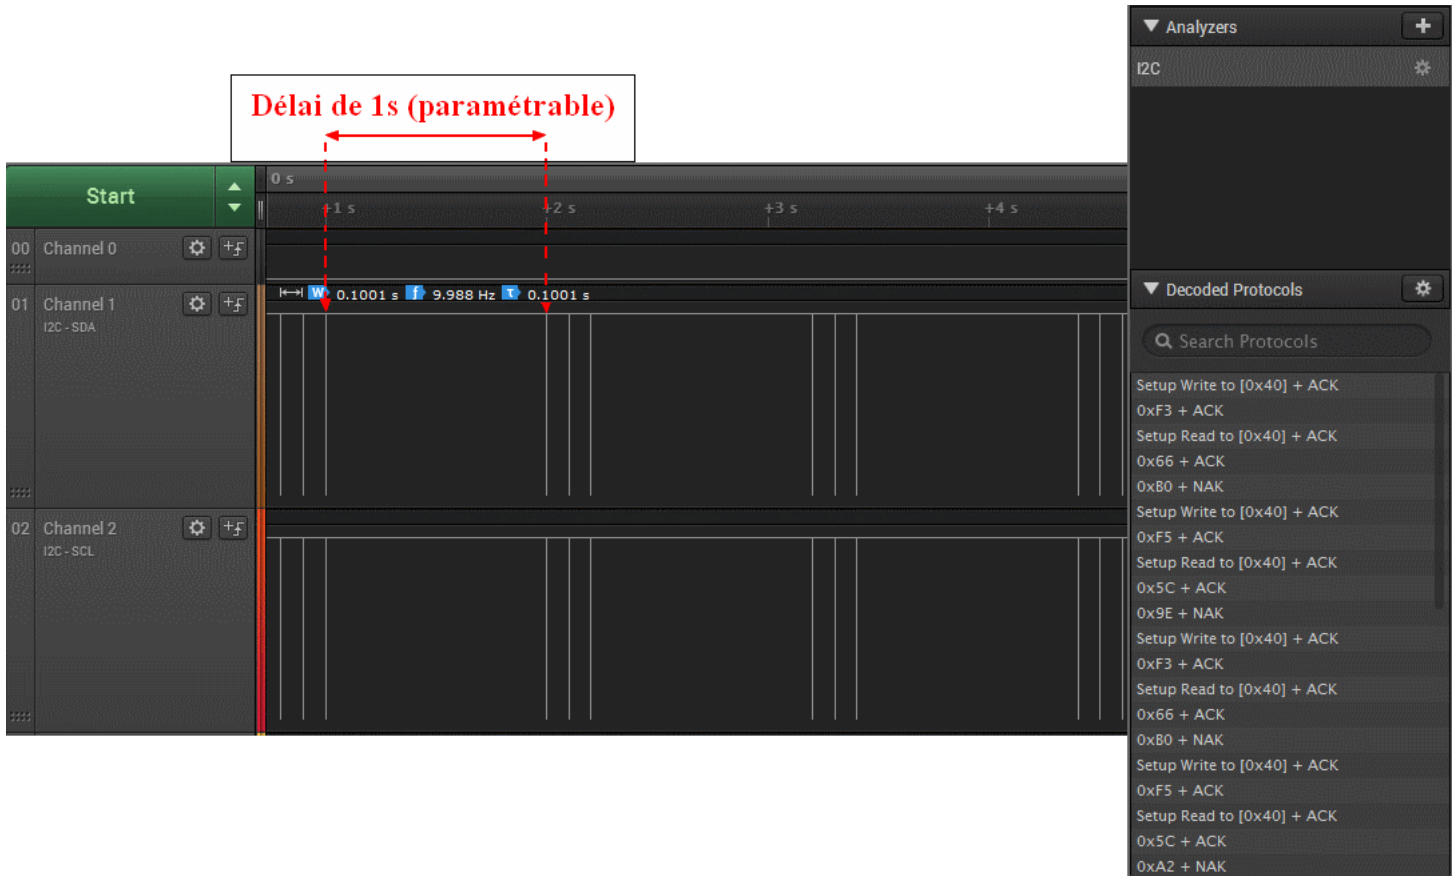 Délai de 1s (paramétrable)
Start
0 s
+1 s
+2 s
+3 s
+4 s
00 Channel 0
01 Channel 1
I2C - SDA
W 0.1001 s f 9.988 Hz τ 0.1001 s
02 Channel 2
I2C - SCL
Analyzers
I2C
Decoded Protocols
Search Protocols
Setup Write to [0x40] + ACK
0xF3 + ACK
Setup Read to [0x40] + ACK
0x66 + ACK
0xB0 + NAK
Setup Write to [0x40] + ACK
0xF5 + ACK
Setup Read to [0x40] + ACK
0x5C + ACK
0x9E + NAK
Setup Write to [0x40] + ACK
0xF3 + ACK
Setup Read to [0x40] + ACK
0x66 + ACK
0xB0 + NAK
Setup Write to [0x40] + ACK
0xF5 + ACK
Setup Read to [0x40] + ACK
0x5C + ACK
0xA2 + NAK